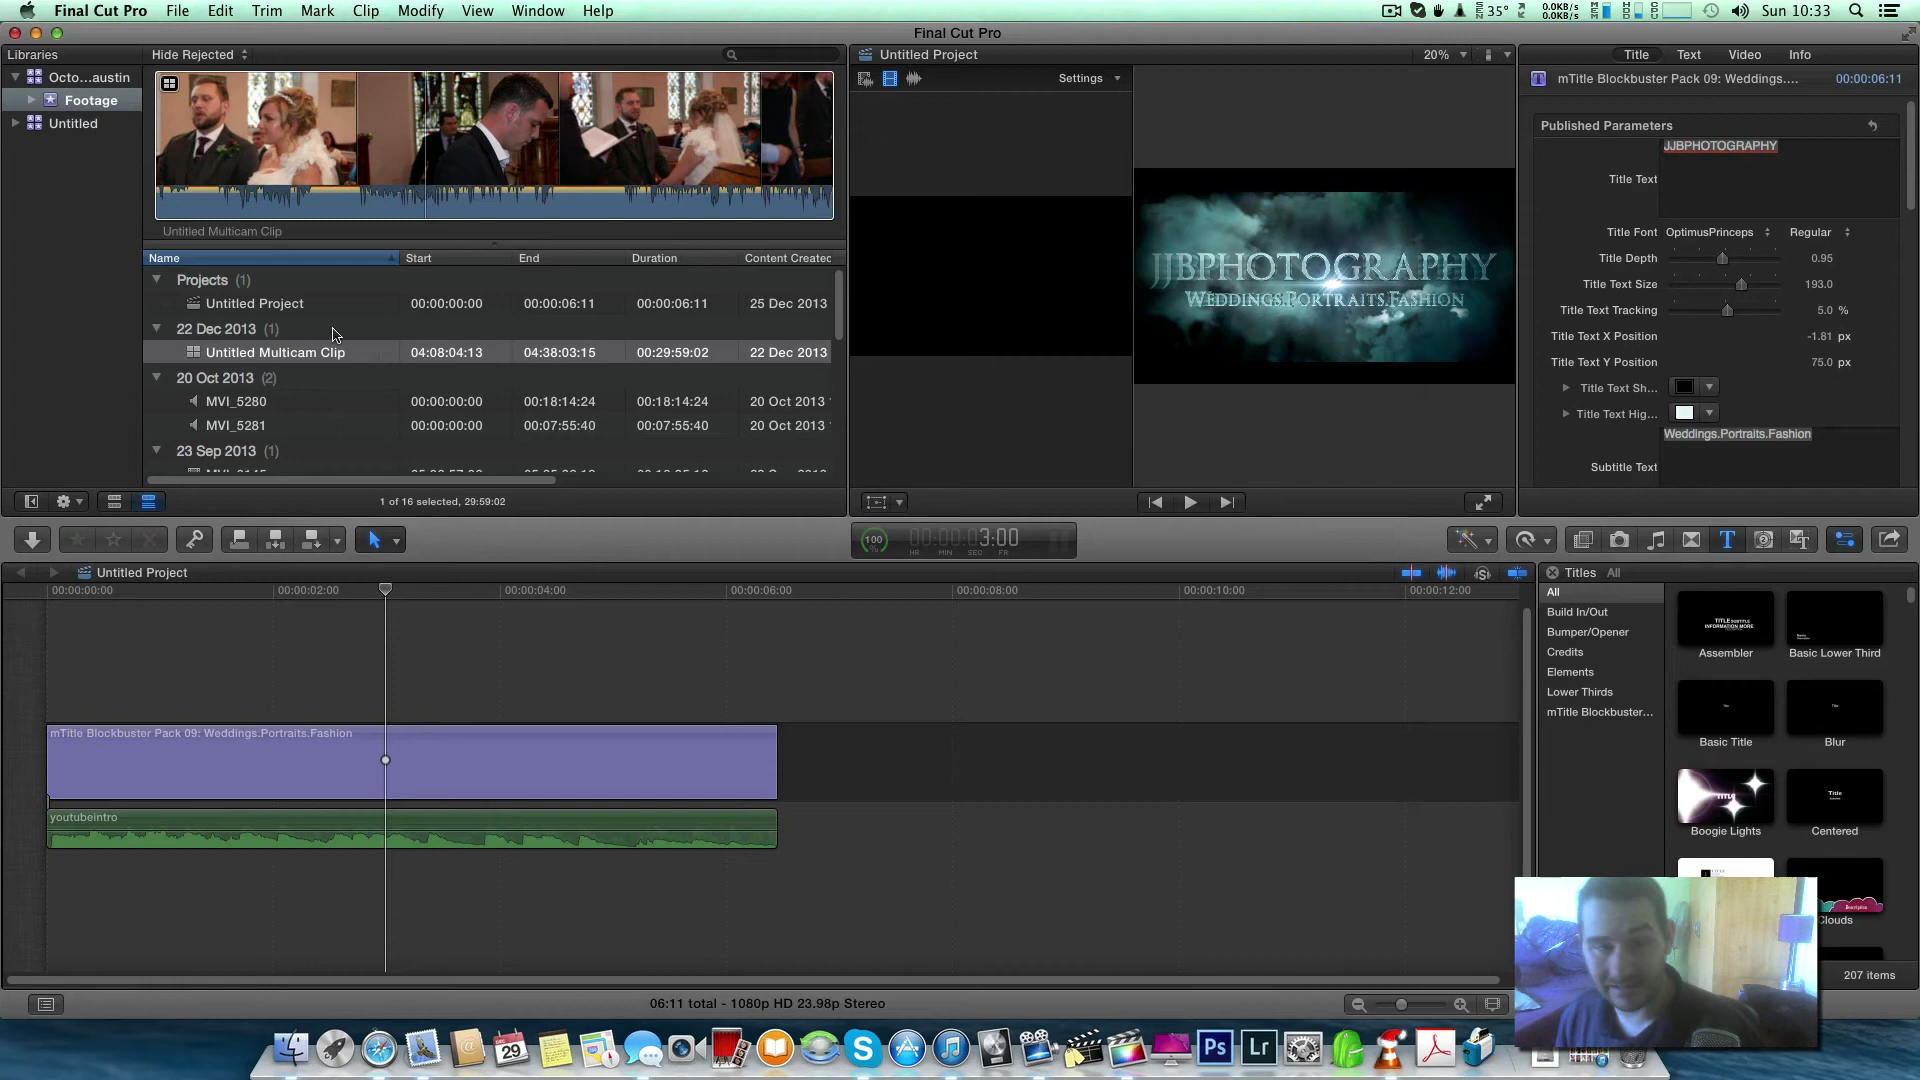 Final Cut Pro File Edit Trim Mark Clip Modify View Window Help
35° 0.0KB/s 0.0KB/s Sun 10:33
Final Cut Pro
Libraries
Hide Rejected
Octo...austin
Footage
Untitled
Untitled Multicam Clip
Name Start End Duration Content Created
Projects (1)
Untitled Project 00:00:00:00 00:00:06:11 00:00:06:11 25 Dec 2013
22 Dec 2013 (1)
Untitled Multicam Clip 04:08:04:13 04:38:03:15 00:29:59:02 22 Dec 2013
20 Oct 2013 (2)
MVI_5280 00:00:00:00 00:18:14:24 00:18:14:24 20 Oct 2013
MVI_5281 00:00:00:00 00:07:55:40 00:07:55:40 20 Oct 2013
23 Sep 2013 (1)
1 of 16 selected, 29:59:02
Untitled Project 20%
Settings
JJBPHOTOGRAPHY
WEDDINGS.PORTRAITS.FASHION
Title Text Video Info
mTitle Blockbuster Pack 09: Weddings.... 00:00:06:11
Published Parameters
JJBPHOTOGRAPHY
Title Text
Title Font OptimusPrinceps Regular
Title Depth 0.95
Title Text Size 193.0
Title Text Tracking 5.0 %
Title Text X Position -1.81 px
Title Text Y Position 75.0 px
Title Text Sh...
Title Text Hig...
Weddings.Portraits.Fashion
Subtitle Text
100 % 00:00:03:00
HR MIN SEC FR
Untitled Project
00:00:00:00 00:00:02:00 00:00:04:00 00:00:06:00 00:00:08:00 00:00:10:00 00:00:12:00
mTitle Blockbuster Pack 09: Weddings.Portraits.Fashion
youtubeintro
Titles All
All
Build In/Out
Bumper/Opener
Credits
Elements
Lower Thirds
mTitle Blockbuster...
Assembler Basic Lower Third
Basic Title Blur
Boogie Lights Centered
Clouds
207 items
06:11 total - 1080p HD 23.98p Stereo
29
Ps Lr